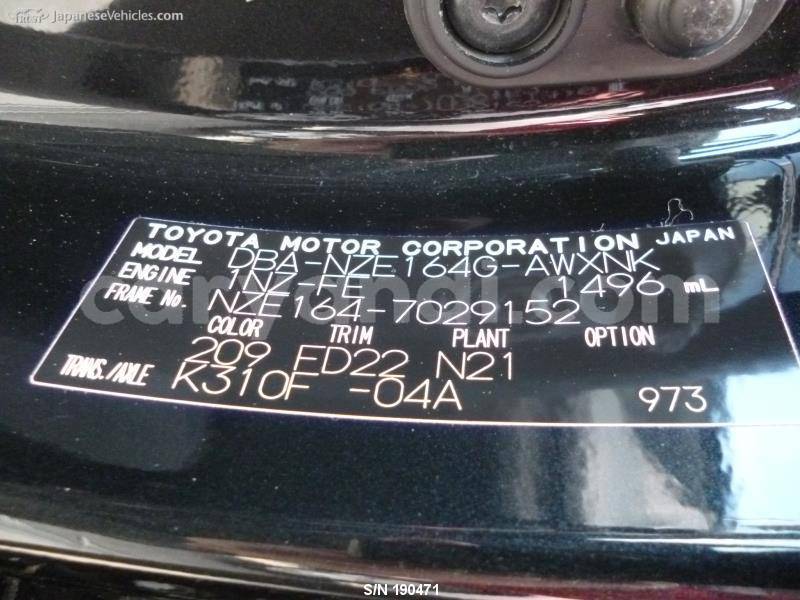 JapaneseVehicles.com
TOYOTA MOTOR CORPORATION JAPAN
MODEL DBA-NZE164G-AWXNK
ENGINE 1NZ-FE 1496 mL
FRAME No. NZE164-7029152
COLOR TRIM PLANT OPTION
209 ED22 N21
TRANS./AXLE K310F -04A 973
S/N 190471